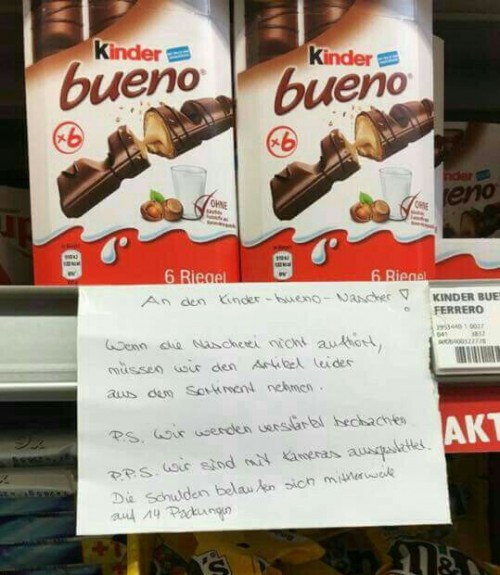 Kinder
bueno
x6
OHNE
6 Riegel
Kinder
bueno
x6
OHNE
6 Riegel
nder
eno
KINDER BUE
FERRERO
AKT
An den Kinder-bueno-Nascher!
Wenn die Nascherei nicht aufhört,
müssen wir den Artikel leider
aus dem Sortiment nehmen.
P.S. Wir werden verstärkt beobachten.
P.P.S. Wir sind mit Kameras ausgestattet.
Die Schulden belaufen sich mittlerweile
auf 14 Packungen
m&m